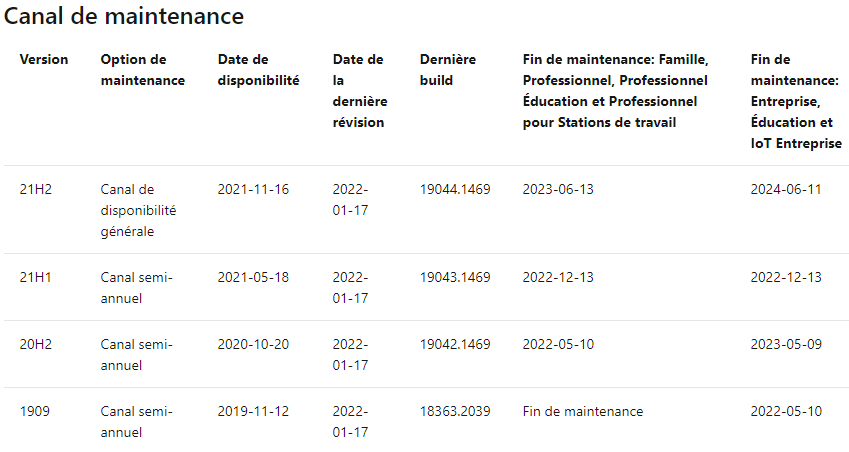 Canal de maintenance
Version
Option de
maintenance
Date de
disponibilité
Date de
la
dernière
révision
Dernière
build
Fin de maintenance: Famille,
Professionnel, Professionnel
Éducation et Professionnel
pour Stations de travail
Fin de
maintenance:
Entreprise,
Éducation et
IoT Entreprise
21H2
Canal de
disponibilité
générale
2021-11-16
2022-
01-17
19044.1469
2023-06-13
2024-06-11
21H1
Canal semi-
annuel
2021-05-18
2022-
01-17
19043.1469
2022-12-13
2022-12-13
20H2
Canal semi-
annuel
2020-10-20
2022-
01-17
19042.1469
2022-05-10
2023-05-09
1909
Canal semi-
annuel
2019-11-12
2022-
01-17
18363.2039
Fin de maintenance
2022-05-10